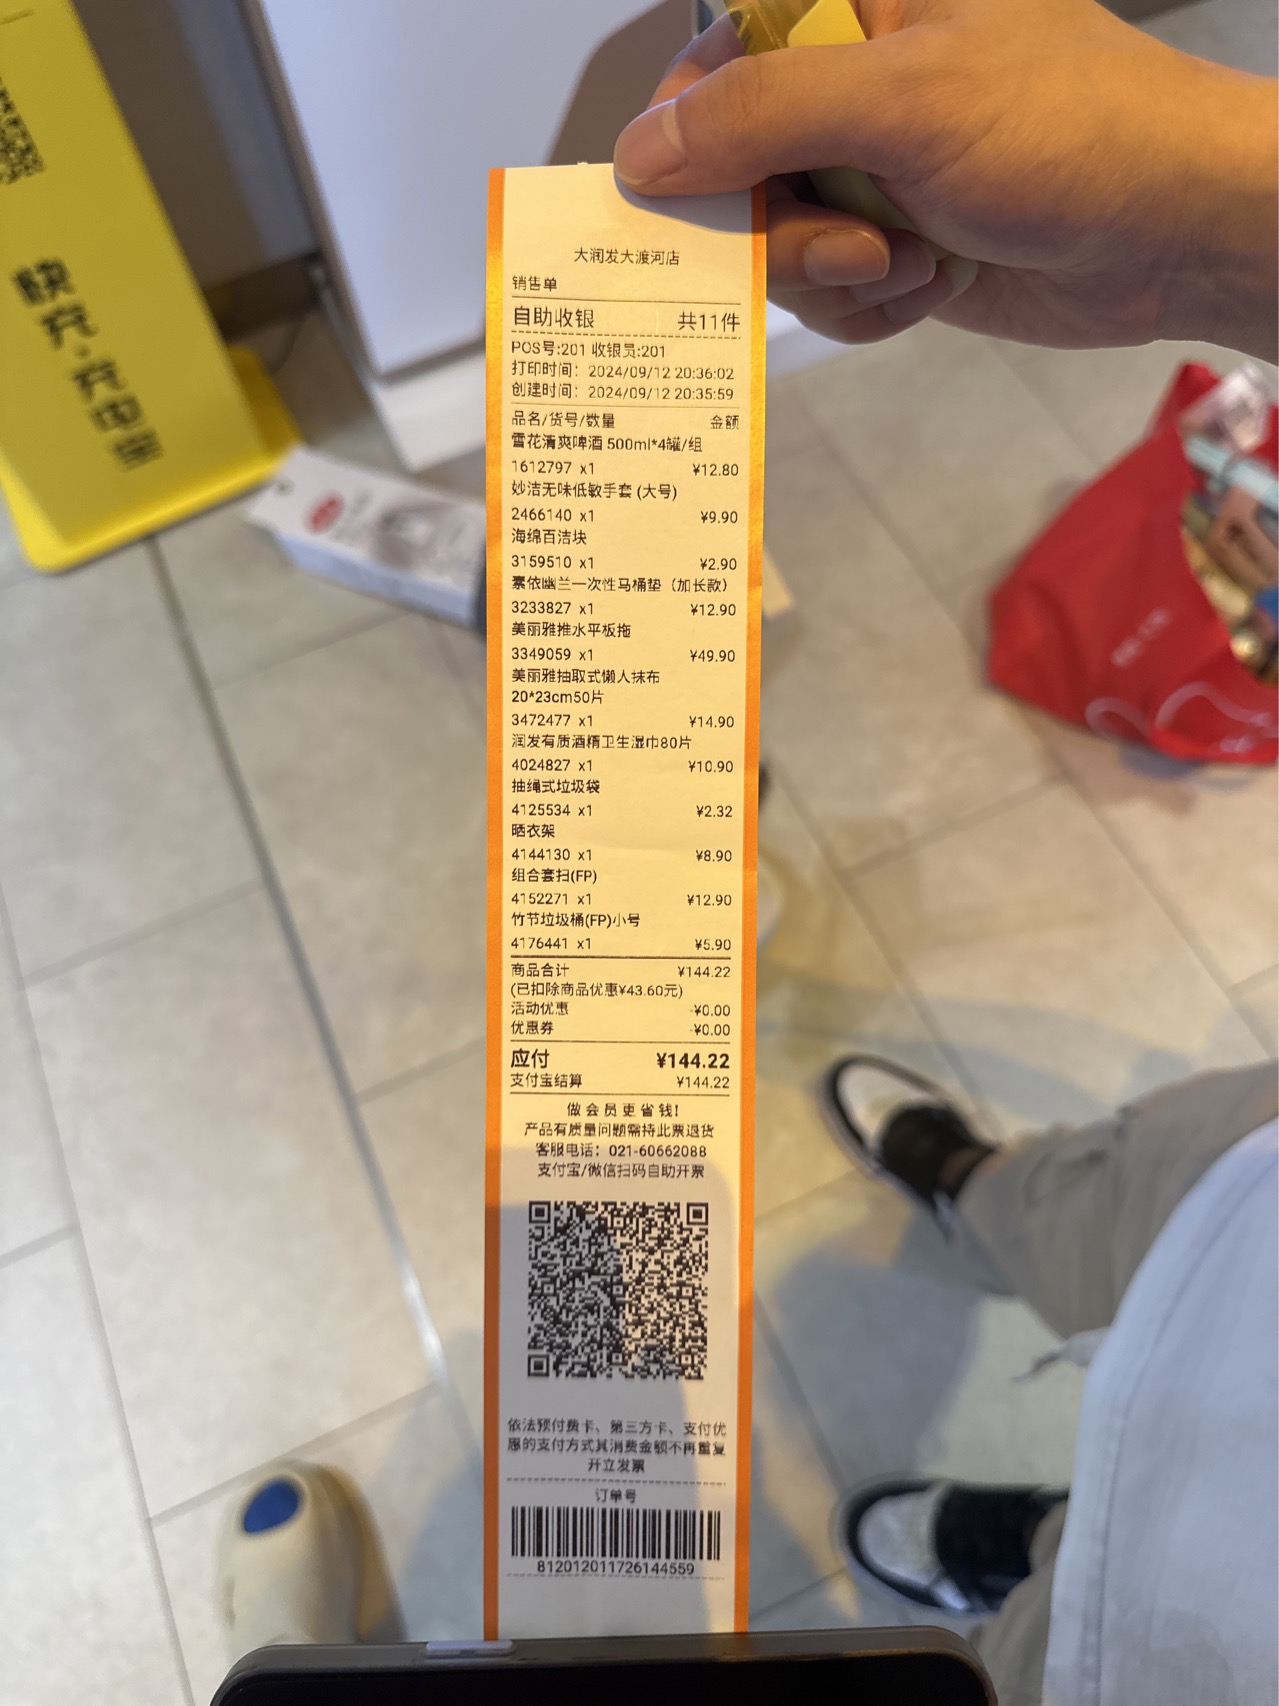 快充·充电宝
大润发大渡河店
销售单
自助收银 共11件
POS号:201 收银员:201
打印时间： 2024/09/12 20:36:02
创建时间： 2024/09/12 20:35:59
品名/货号/数量 金额
雪花清爽啤酒 500ml*4罐/组
1612797 x1 ¥12.80
妙洁无味低敏手套 (大号)
2466140 x1 ¥9.90
海绵百洁块
3159510 x1 ¥2.90
素依幽兰一次性马桶垫（加长款）
3233827 x1 ¥12.90
美丽雅推水平板拖
3349059 x1 ¥49.90
美丽雅抽取式懒人抹布
20*23cm50片
3472477 x1 ¥14.90
润发有质酒精卫生湿巾80片
4024827 x1 ¥10.90
抽绳式垃圾袋
4125534 x1 ¥2.32
晒衣架
4144130 x1 ¥8.90
组合套扫(FP)
4152271 x1 ¥12.90
竹节垃圾桶(FP)小号
4176441 x1 ¥5.90
商品合计 ¥144.22
(已扣除商品优惠¥43.60元)
活动优惠 -¥0.00
优惠券 -¥0.00
应付 ¥144.22
支付宝结算 ¥144.22
做会员更省钱!
产品有质量问题需持此票退货
客服电话： 021-60662088
支付宝/微信扫码自助开票
依法预付费卡、第三方卡、支付优
惠的支付方式其消费金额不再重复
开立发票
订单号
812012011726144559